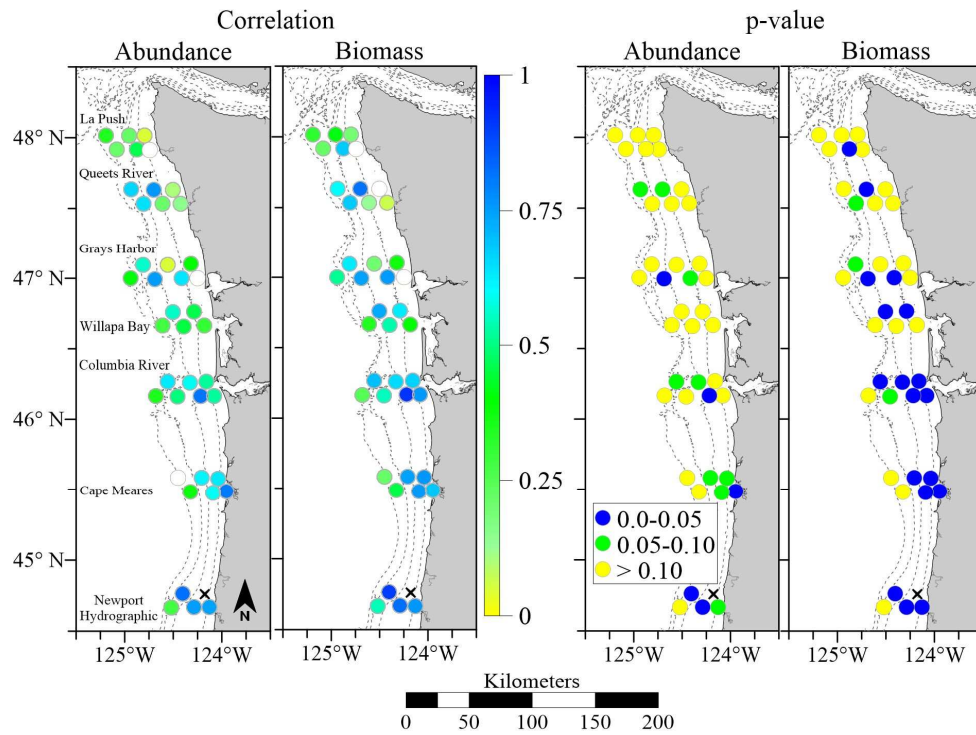 Correlation
p-value
Abundance
Biomass
Abundance
Biomass
La Push
48° N
Queets River
Grays Harbor
47° N
Willapa Bay
Columbia River
46° N
Cape Meares
45° N
Newport
Hydrographic
N
1
0.75
0.5
0.25
0
0.0-0.05
0.05-0.10
> 0.10
125°W
124°W
125°W
124°W
125°W
124°W
125°W
124°W
Kilometers
0
50
100
150
200